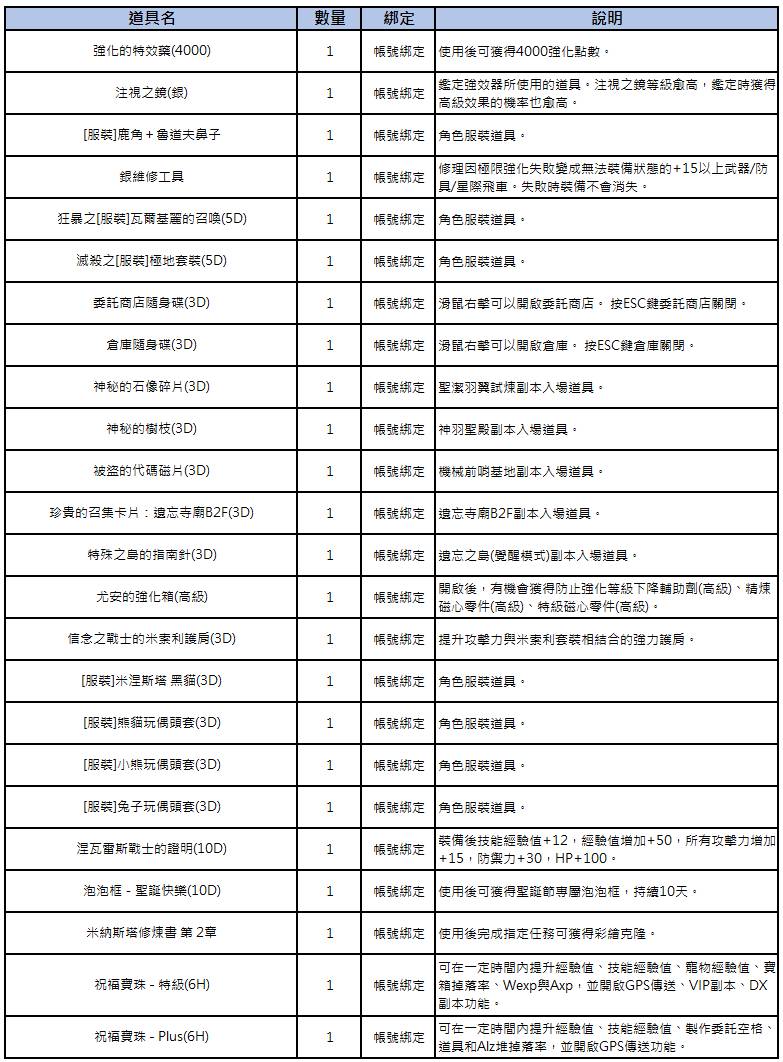 道具名 數量 綁定 說明
強化的特效藥(4000) 1 帳號綁定 使用後可獲得4000強化點數。
注視之鏡(銀) 1 帳號綁定 鑑定強效器所使用的道具。注視之鏡等級愈高，鑑定時獲得
高級效果的機率也愈高。
[服裝]鹿角＋魯道夫鼻子 1 帳號綁定 角色服裝道具。
銀維修工具 1 帳號綁定 修理因極限強化失敗變成無法裝備狀態的+15以上武器/防
具/星際飛車。失敗時裝備不會消失。
狂暴之[服裝]瓦爾基麗的召喚(5D) 1 帳號綁定 角色服裝道具。
滅殺之[服裝]極地套裝(5D) 1 帳號綁定 角色服裝道具。
委託商店隨身碟(3D) 1 帳號綁定 滑鼠右擊可以開啟委託商店。 按ESC鍵委託商店關閉。
倉庫隨身碟(3D) 1 帳號綁定 滑鼠右擊可以開啟倉庫。 按ESC鍵倉庫關閉。
神秘的石像碎片(3D) 1 帳號綁定 聖潔羽翼試煉副本入場道具。
神秘的樹枝(3D) 1 帳號綁定 神羽聖殿副本入場道具。
被盜的代碼磁片(3D) 1 帳號綁定 機械前哨基地副本入場道具。
珍貴的召集卡片：遺忘寺廟B2F(3D) 1 帳號綁定 遺忘寺廟B2F副本入場道具。
特殊之島的指南針(3D) 1 帳號綁定 遺忘之島(覺醒模式)副本入場道具。
尤安的強化箱(高級) 1 帳號綁定 開啟後，有機會獲得防止強化等級下降輔助劑(高級)、精煉
磁心零件(高級)、特級磁心零件(高級)。
信念之戰士的米索利護肩(3D) 1 帳號綁定 提升攻擊力與米索利套裝相結合的強力護肩。
[服裝]米涅斯塔 黑貓(3D) 1 帳號綁定 角色服裝道具。
[服裝]熊貓玩偶頭套(3D) 1 帳號綁定 角色服裝道具。
[服裝]小熊玩偶頭套(3D) 1 帳號綁定 角色服裝道具。
[服裝]兔子玩偶頭套(3D) 1 帳號綁定 角色服裝道具。
涅瓦雷斯戰士的證明(10D) 1 帳號綁定 裝備後技能經驗值+12，經驗值增加+50，所有攻擊力增加
+15，防禦力+30，HP+100。
泡泡框 - 聖誕快樂(10D) 1 帳號綁定 使用後可獲得聖誕節專屬泡泡框，持續10天。
米納斯塔修煉書 第 2章 1 帳號綁定 使用後完成指定任務可獲得彩繪克隆。
祝福寶珠 - 特級(6H) 1 帳號綁定 可在一定時間內提升經驗值、技能經驗值、寵物經驗值、寶
箱掉落率、Wexp與Axp，並開啟GPS傳送、VIP副本、DX
副本功能。
祝福寶珠 - Plus(6H) 1 帳號綁定 可在一定時間內提升經驗值、技能經驗值、製作委託空格、
道具和Alz堆掉落率，並開啟GPS傳送功能。